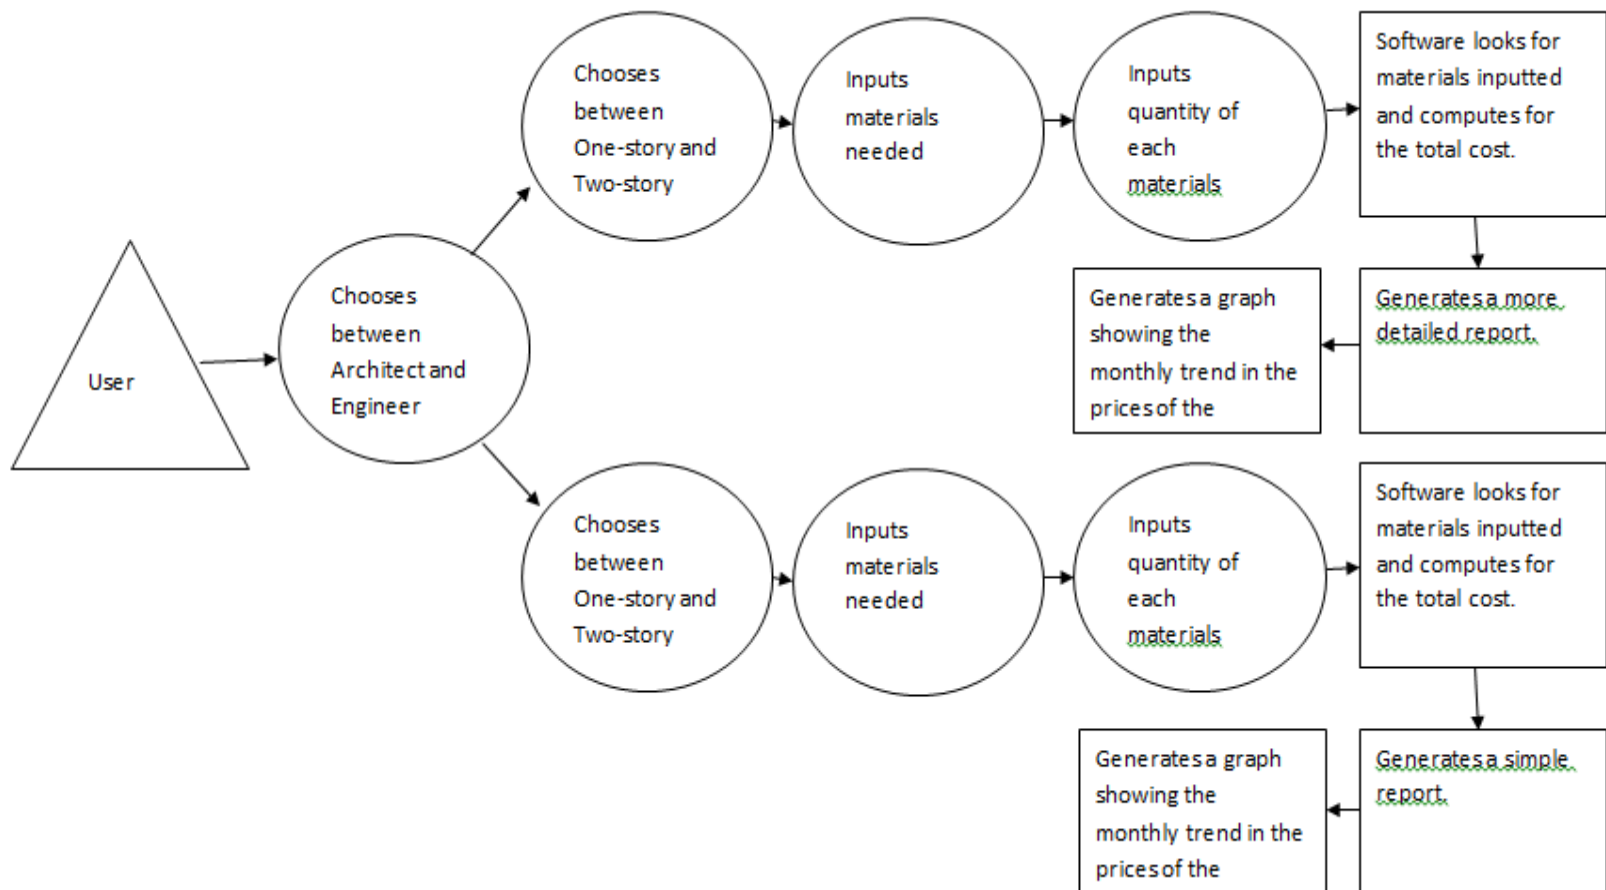 User
Chooses
between
Architect and
Engineer
Chooses
between
One-story and
Two-story
Inputs
materials
needed
Inputs
quantity of
each
materials
Software looks for
materials inputted
and computes for
the total cost.
Generates a more
detailed report.
Generates a graph
showing the
monthly trend in the
prices of the
Chooses
between
One-story and
Two-story
Inputs
materials
needed
Inputs
quantity of
each
materials
Software looks for
materials inputted
and computes for
the total cost.
Generates a simple
report.
Generates a graph
showing the
monthly trend in the
prices of the